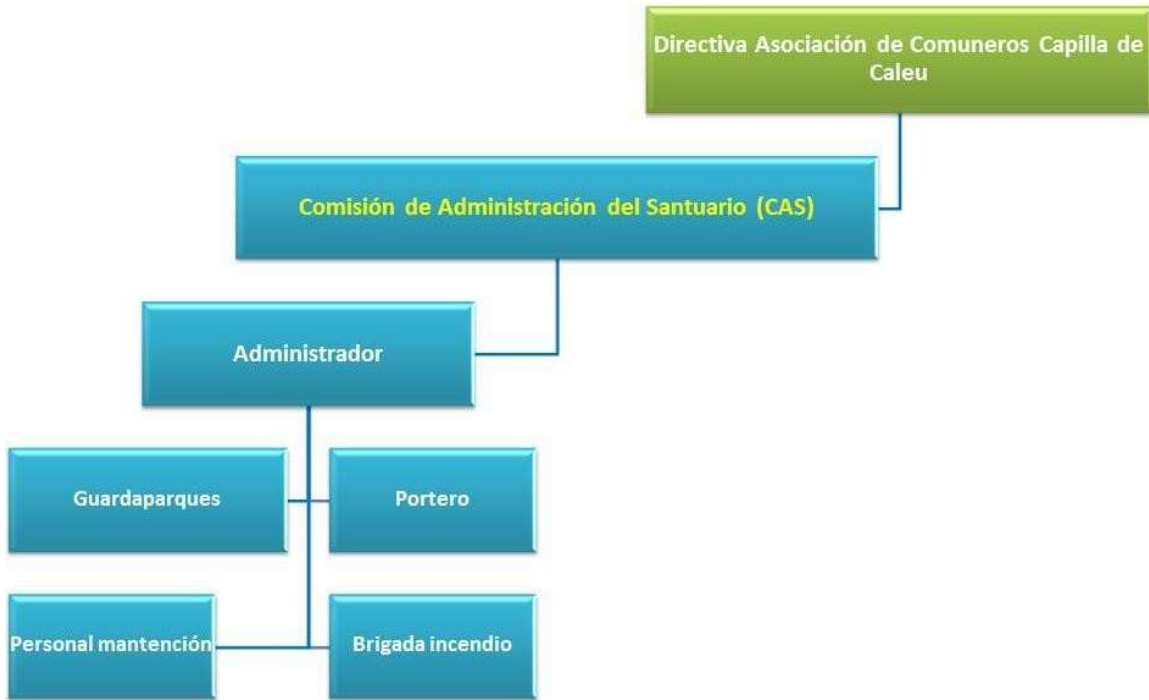 Directiva Asociación de Comuneros Capilla de
Caleu
Comisión de Administración del Santuario (CAS)
Administrador
Guardaparques
Portero
Personal mantención
Brigada incendio